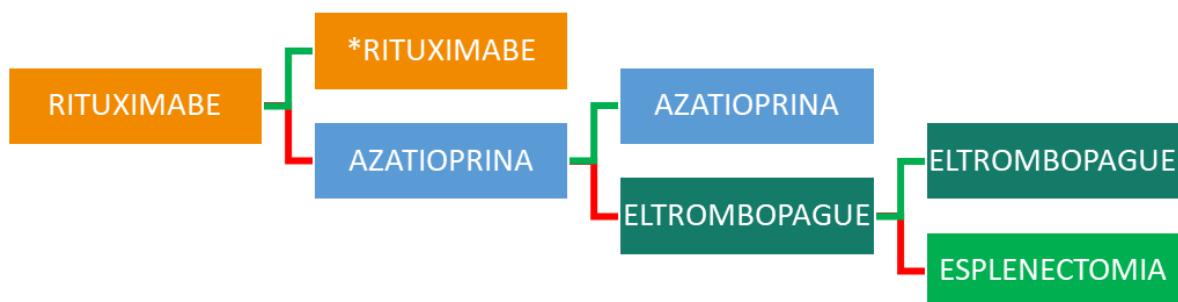 RITUXIMABE
*RITUXIMABE
AZATIOPRINA
AZATIOPRINA
ELTROMBOPAGUE
ELTROMBOPAGUE
ESPLENECTOMIA